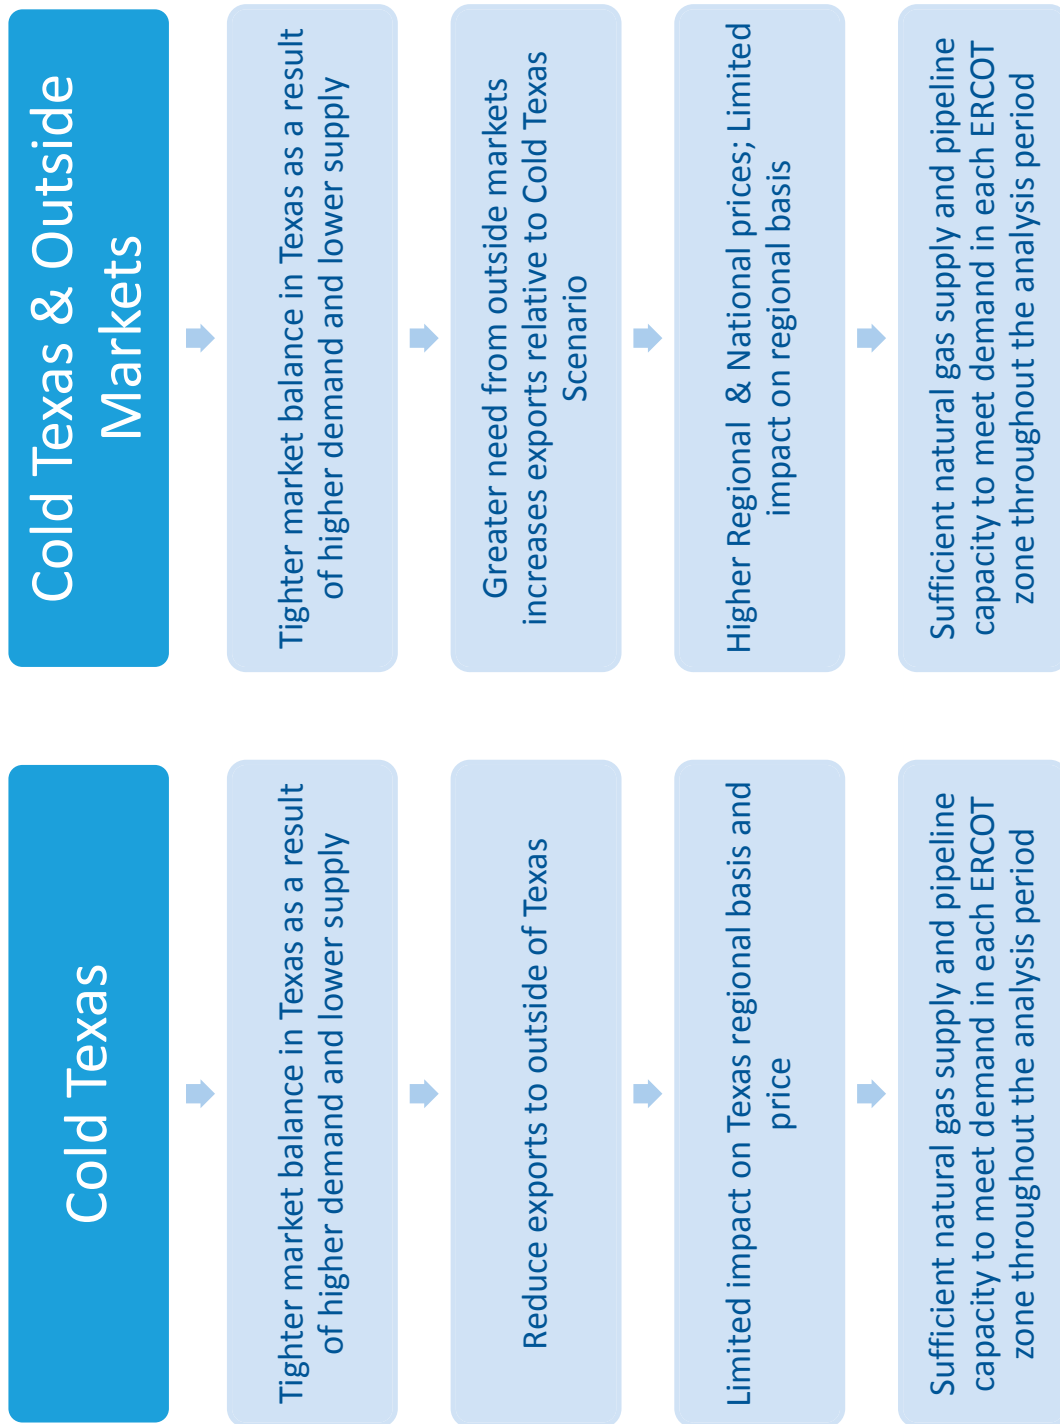 Cold Texas
Tighter market balance in Texas as a result
of higher demand and lower supply
Reduce exports to outside of Texas
Limited impact on Texas regional basis and
price
Sufficient natural gas supply and pipeline
capacity to meet demand in each ERCOT
zone throughout the analysis period
Cold Texas & Outside
Markets
Tighter market balance in Texas as a result
of higher demand and lower supply
Greater need from outside markets
increases exports relative to Cold Texas
Scenario
Higher Regional & National prices; Limited
impact on regional basis
Sufficient natural gas supply and pipeline
capacity to meet demand in each ERCOT
zone throughout the analysis period